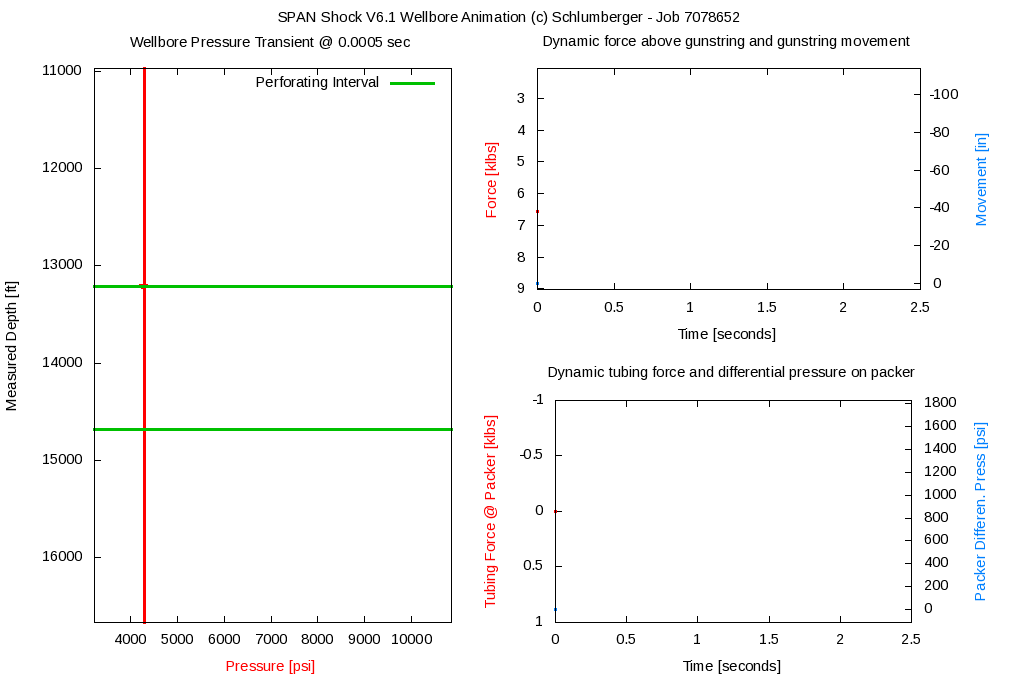 SPAN Shock V6.1 Wellbore Animation (c) Schlumberger - Job 7078652
Wellbore Pressure Transient @ 0.0005 sec
Perforating Interval
Measured Depth [ft]
11000
12000
13000
14000
15000
16000
4000 5000 6000 7000 8000 9000 10000
Pressure [psi]
Dynamic force above gunstring and gunstring movement
Force [klbs]
3
4
5
6
7
8
9
-100
-80
-60
-40
-20
0
Movement [in]
0 0.5 1 1.5 2 2.5
Time [seconds]
Dynamic tubing force and differential pressure on packer
Tubing Force @ Packer [klbs]
-1
-0.5
0
0.5
1
1800
1600
1400
1200
1000
800
600
400
200
0
Packer Differen. Press [psi]
0 0.5 1 1.5 2 2.5
Time [seconds]